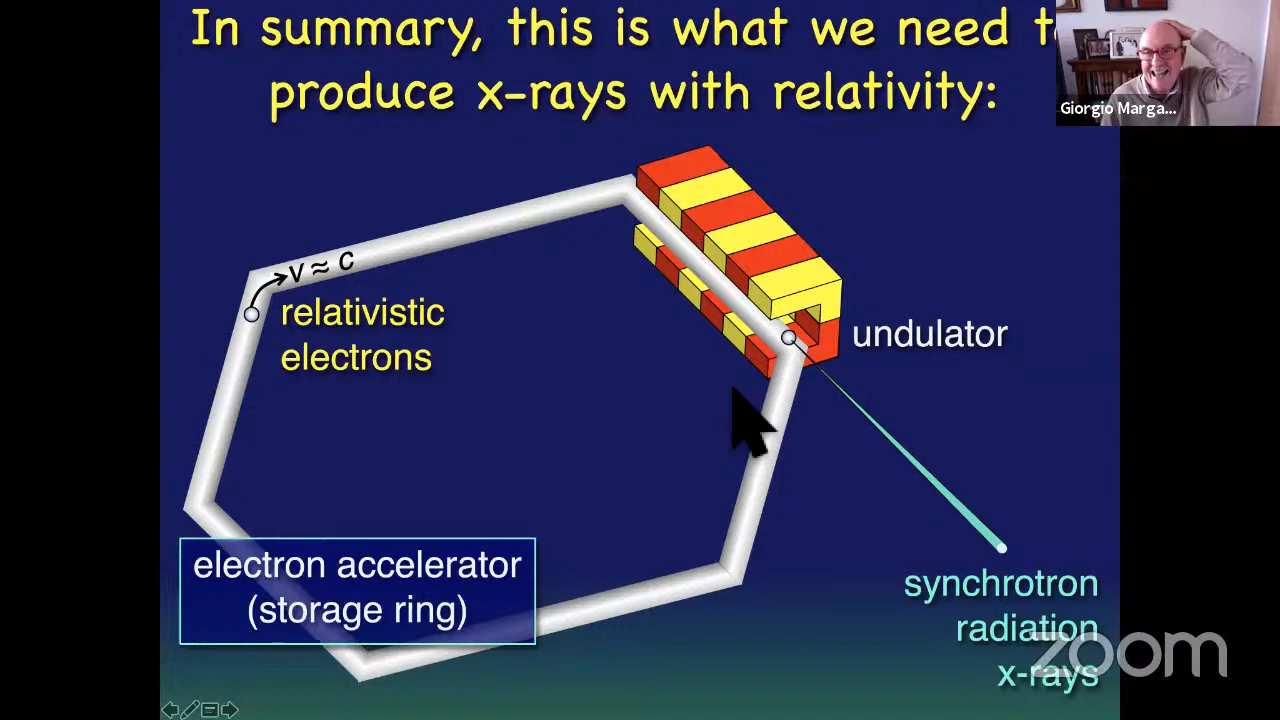 In summary, this is what we need t
produce x-rays with relativity:
Giorgio Marga...
v ≈ c
relativistic
electrons
undulator
electron accelerator
(storage ring)
synchrotron
radiation
x-rays
zoom